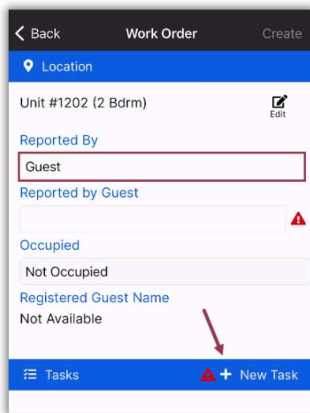 Back Work Order Create
Location
Unit #1202 (2 Bdrm)
Edit
Reported By
Guest
Reported by Guest
Occupied
Not Occupied
Registered Guest Name
Not Available
Tasks + New Task